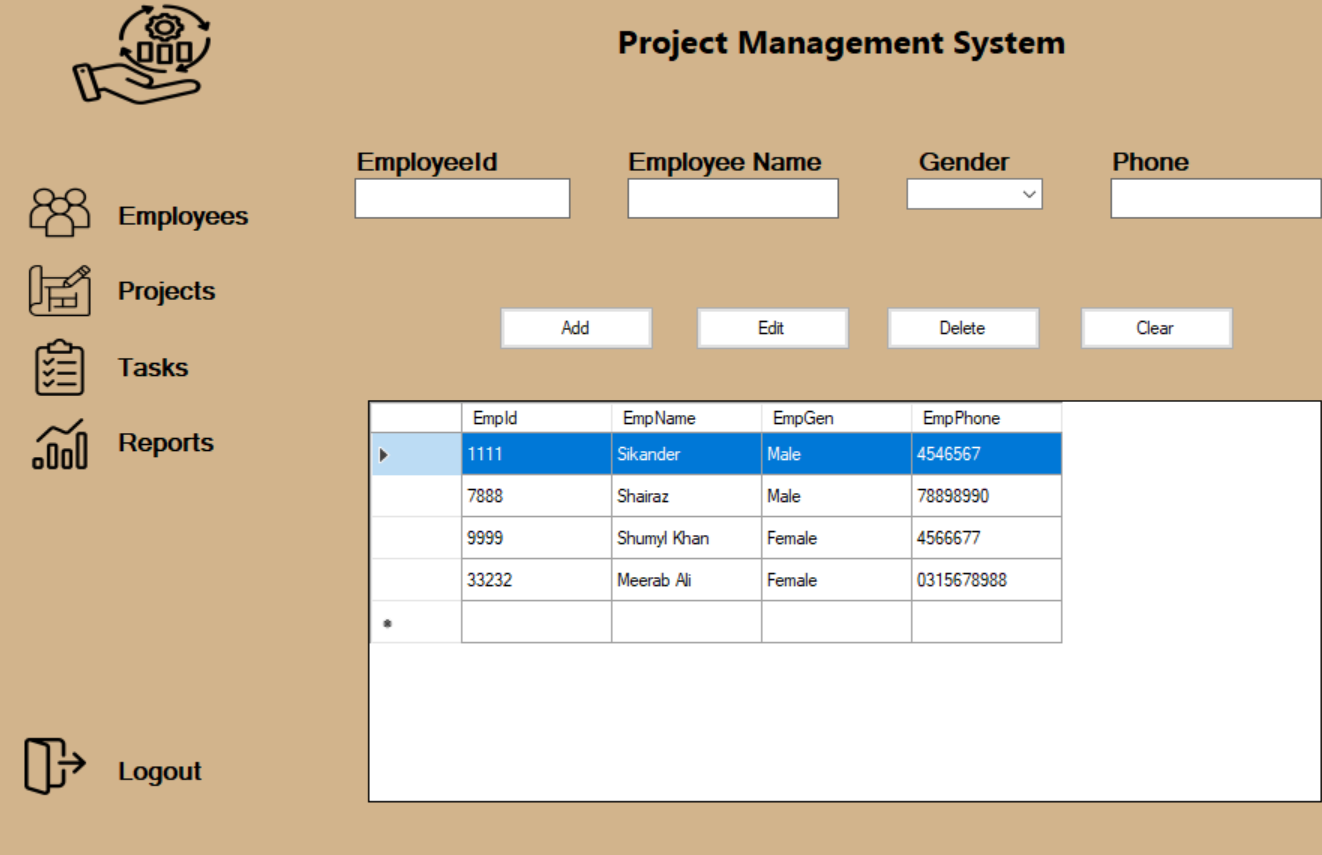 Project Management System
EmployeeId Employee Name Gender Phone
Employees
Projects
Add Edit Delete Clear
Tasks
Reports
EmpId EmpName EmpGen EmpPhone
1111 Sikander Male 4546567
7888 Shairaz Male 78898990
9999 Shumyl Khan Female 4566677
33232 Meerab Ali Female 0315678988
Logout